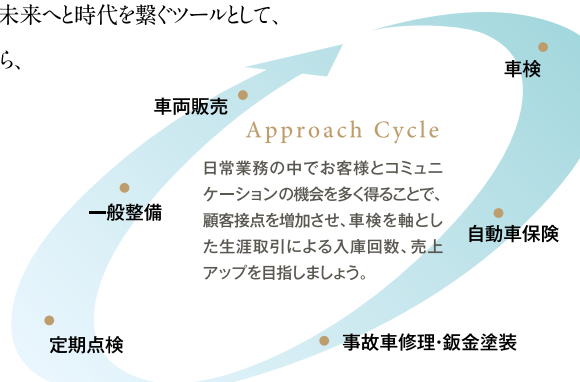 未来へと時代を繋ぐツールとして、
ら、
車検
車両販売
Approach Cycle
日常業務の中でお客様とコミュニ
ケーションの機会を多く得ることで、
顧客接点を増加させ、車検を軸とし
た生涯取引による入庫回数、売上
アップを目指しましょう。
一般整備
自動車保険
定期点検
事故車修理・鈑金塗装